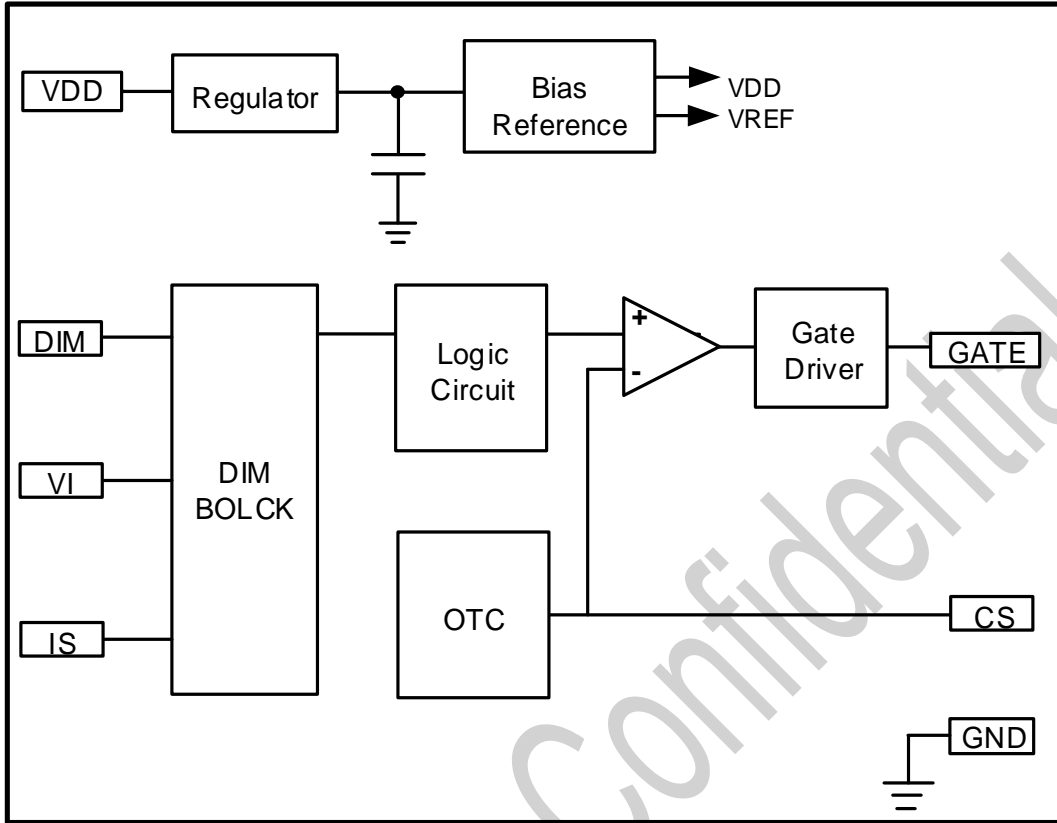 VDD
Regulator
Bias
Reference
VDD
VREF
DIM
VI
IS
DIM
BOLCK
Logic
Circuit
+
-
Gate
Driver
GATE
OTC
CS
GND
Confidential